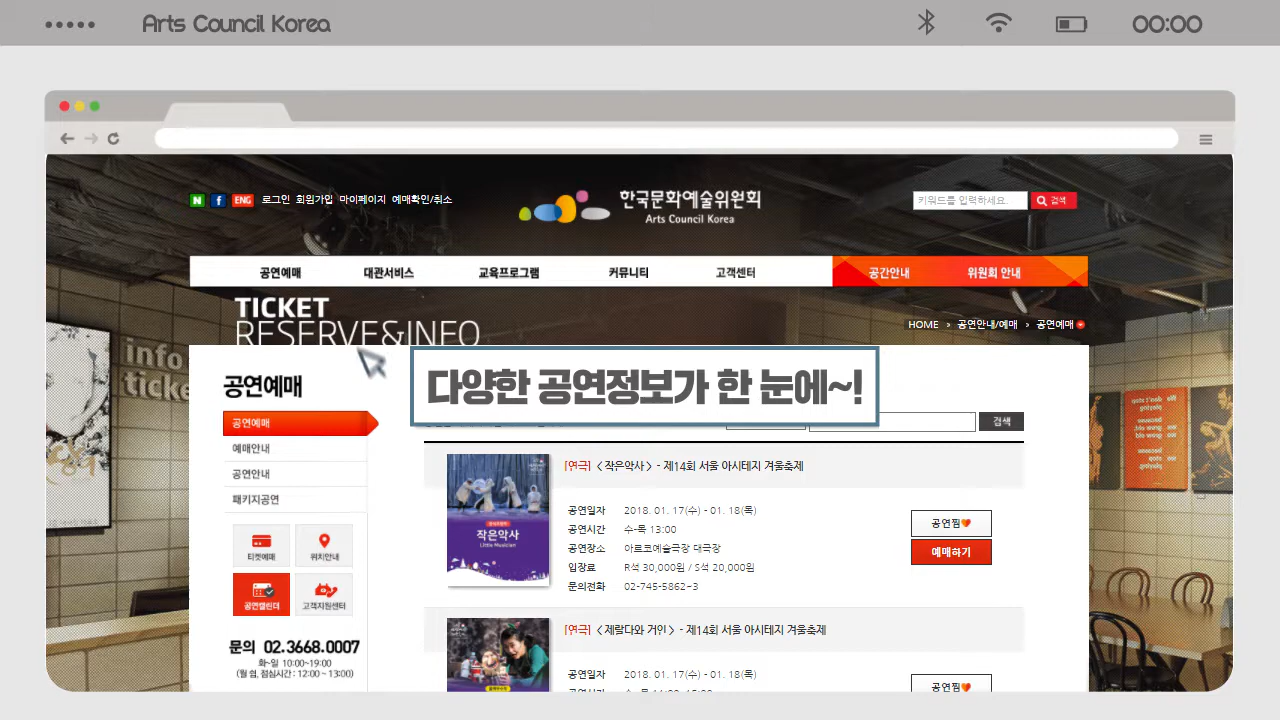 Arts Council Korea
00:00
N f ENG 로그인 회원가입 마이페이지 예매확인/취소
한국문화예술위원회
Arts Council Korea
키워드를 입력하세요. 검색
공연예매 대관서비스 교육프로그램 커뮤니티 고객센터 공간안내 위원회 안내
TICKET
RESERVE&INFO
HOME > 공연안내/예매 > 공연예매
info
ticke
공연예매
다양한 공연정보가 한 눈에~!
검색
공연예매
예매안내
공연안내
패키지공연
티켓예매 위치안내
공연캘린더 고객지원센터
문의 02.3668.0007
화~일 10:00~19:00
(월 쉼, 점심시간 : 12:00 ~ 13:00)
작은악사
Little Musician
[연극] < 작은악사 > - 제14회 서울 아시테지 겨울축제
공연일자 2018. 01. 17(수) - 01. 18(목)
공연시간 수-목 13:00
공연장소 아르코예술극장 대극장
입장료 R석 30,000원 / S석 20,000원
문의전화 02-745-5862~3
공연찜
예매하기
[연극] < 제랄다와 거인 > - 제14회 서울 아시테지 겨울축제
공연일자 2018. 01. 17(수) - 01. 18(목)
공연찜